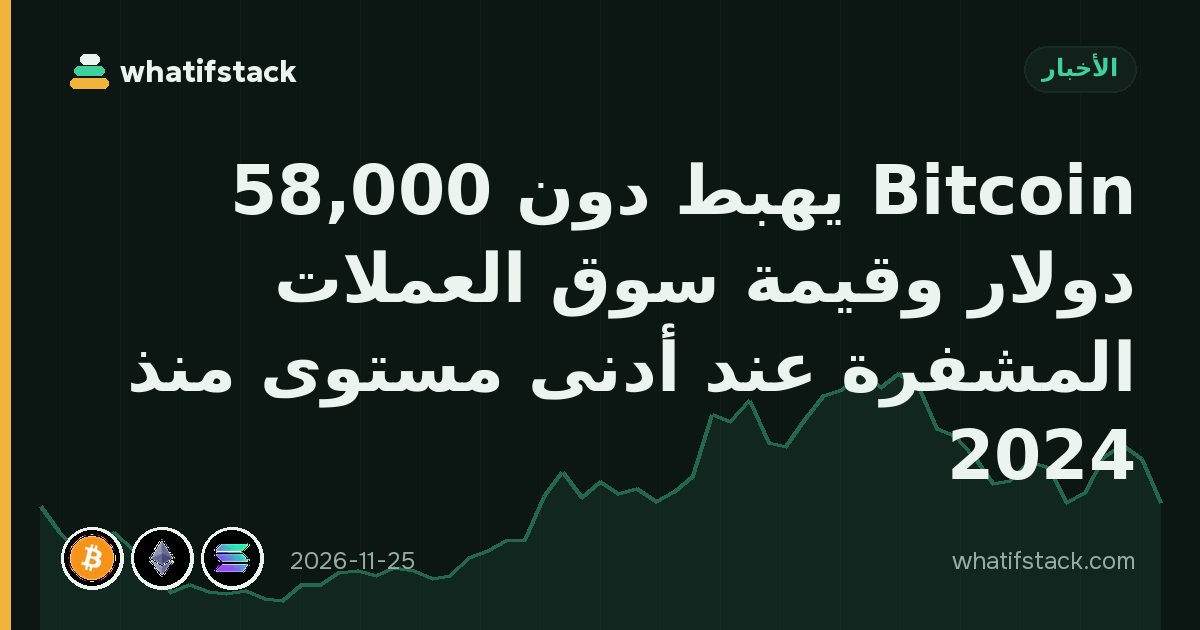 whatifstack
الأخبار
Bitcoin يهبط دون 58,000
دولار وقيمة سوق العملات
المشفرة عند أدنى مستوى منذ
2024
2026-11-25
whatifstack.com